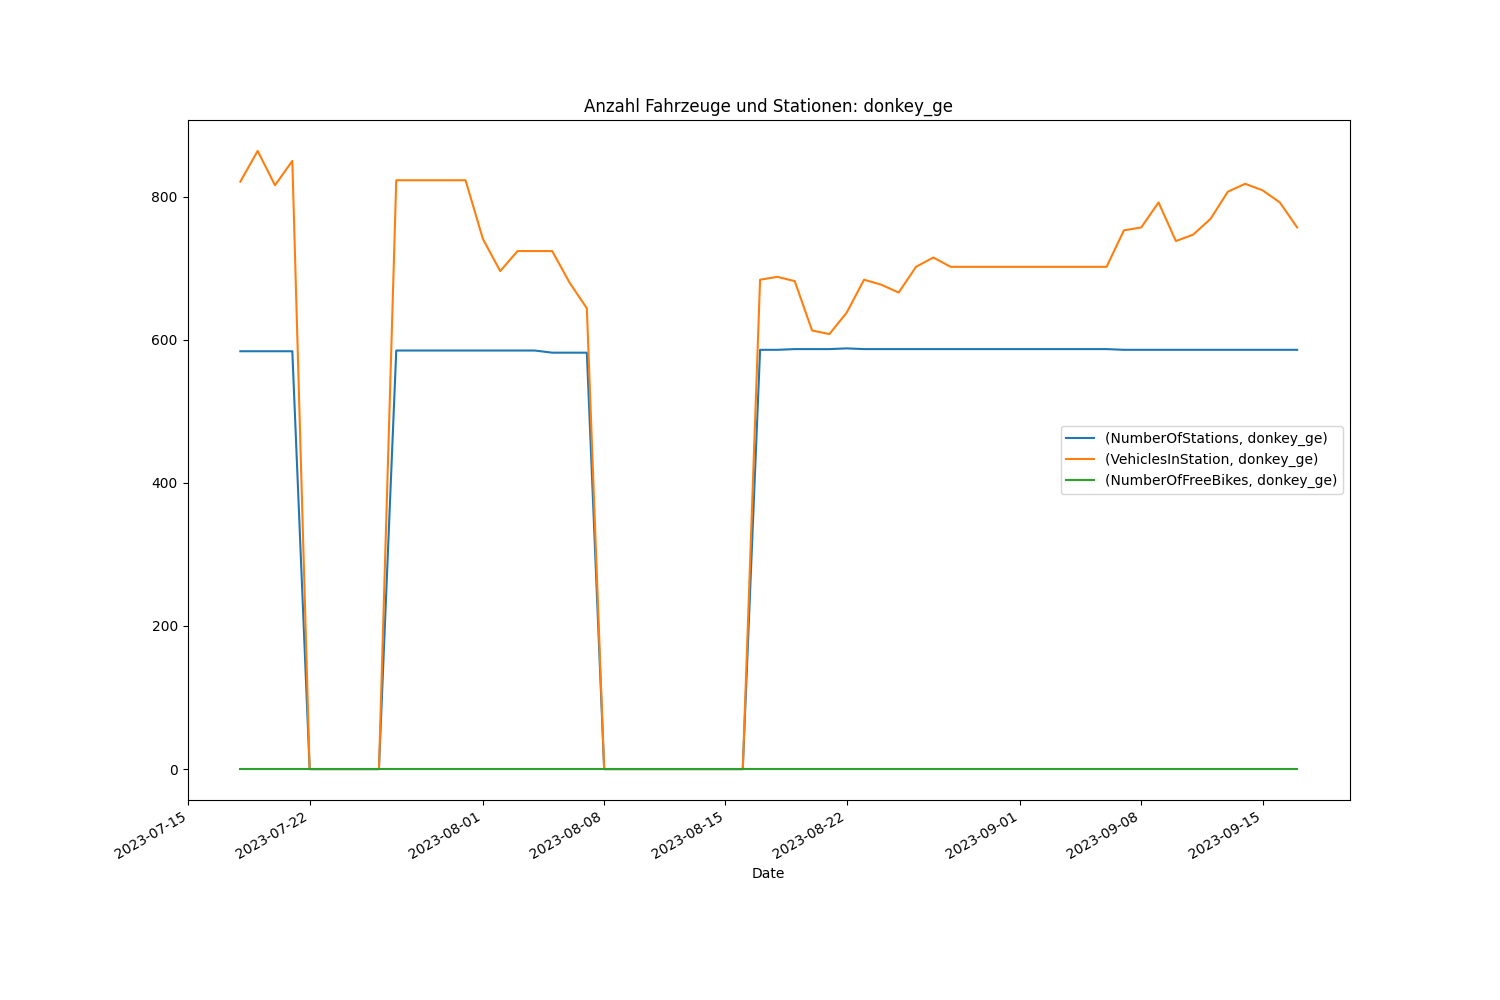 Anzahl Fahrzeuge und Stationen: donkey_ge
800
600
400
200
0
(NumberOfStations, donkey_ge)
(VehiclesInStation, donkey_ge)
(NumberOfFreeBikes, donkey_ge)
2023-07-15
2023-07-22
2023-08-01
2023-08-08
2023-08-15
2023-08-22
2023-09-01
2023-09-08
2023-09-15
Date